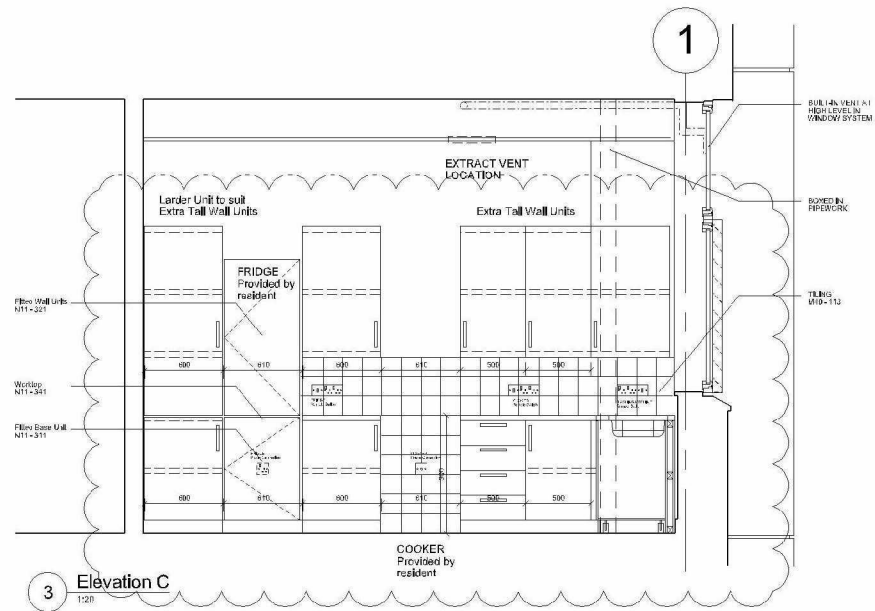 1
BUILT-IN VENT AT
HIGH LEVEL IN
WINDOW SYSTEM
EXTRACT VENT
LOCATION
Larder Unit to suit
Extra Tall Wall Units
Extra Tall Wall Units
BOXED IN
PIPEWORK
FRIDGE
Provided by
resident
Fitted Wall Units
N11 - 321
TILING
M40 - 113
600 610 600 610 500 500
Worktop
N11 - 341
Fitted Base Unit
N11 - 311
900
600 610 600 610 500 500
COOKER
Provided by
resident
3 Elevation C
1:20